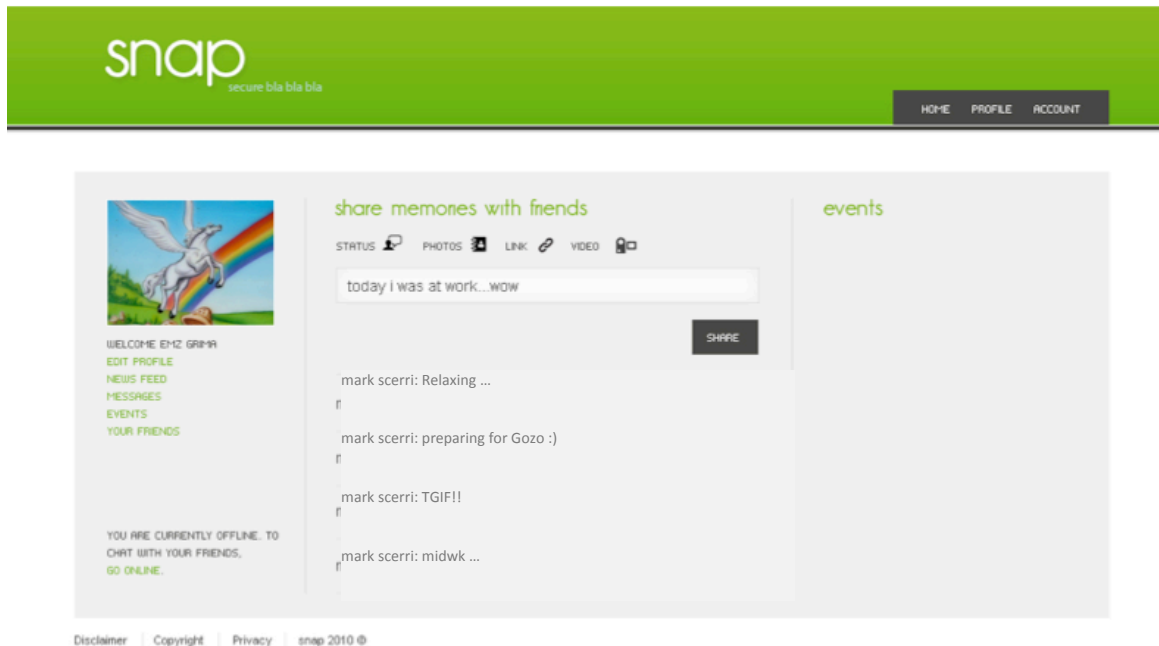 snap
secure bla bla bla
HOME PROFILE ACCOUNT
share memories with friends
events
STATUS PHOTOS LINK VIDEO
today i was at work...wow
SHARE
WELCOME EMZ GRIMA
EDIT PROFILE
NEWS FEED
MESSAGES
EVENTS
YOUR FRIENDS
mark scerri: Relaxing ...
mark scerri: preparing for Gozo :)
mark scerri: TGIF!!
mark scerri: midwk ...
YOU ARE CURRENTLY OFFLINE. TO
CHAT WITH YOUR FRIENDS,
GO ONLINE.
Disclaimer Copyright Privacy snap 2010 ©